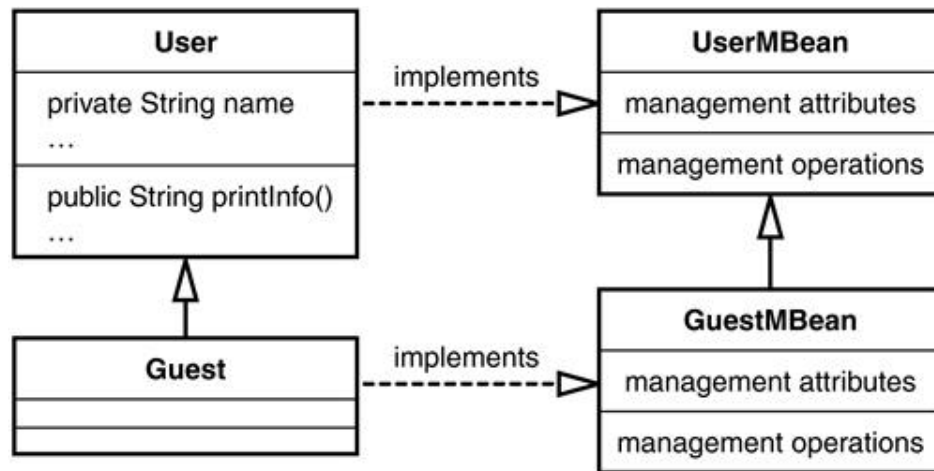 User
private String name
...
public String printInfo()
...
implements
UserMBean
management attributes
management operations
Guest
implements
GuestMBean
management attributes
management operations